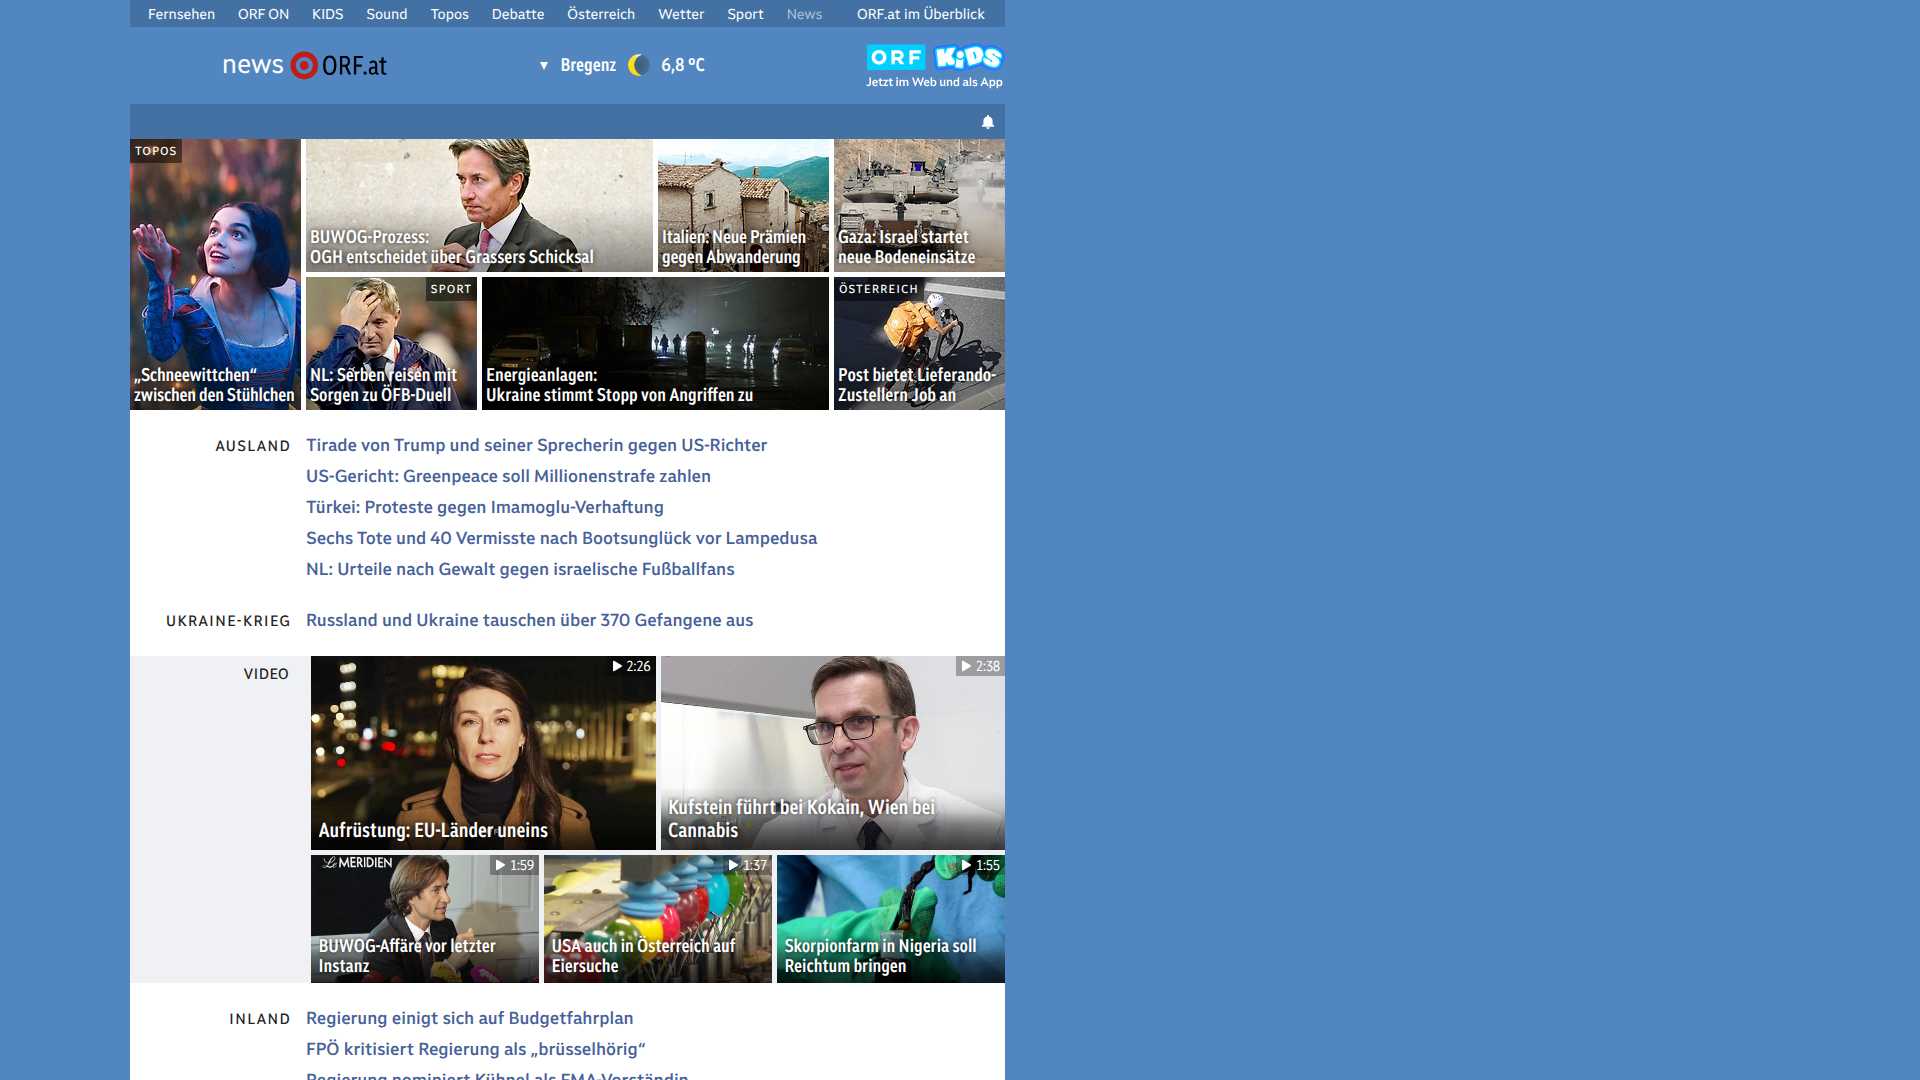 Fernsehen ORF ON KIDS Sound Topos Debatte Österreich Wetter Sport News ORF.at im Überblick
news ORF.at
Bregenz 6,8 ºC
ORF KiDS
Jetzt im Web und als App
TOPOS
„Schneewittchen“
zwischen den Stühlchen
BUWOG-Prozess:
OGH entscheidet über Grassers Schicksal
Italien: Neue Prämien
gegen Abwanderung
Gaza: Israel startet
neue Bodeneinsätze
SPORT
NL: Serben reisen mit
Sorgen zu ÖFB-Duell
Energieanlagen:
Ukraine stimmt Stopp von Angriffen zu
ÖSTERREICH
Post bietet Lieferando-
Zustellern Job an
AUSLAND
Tirade von Trump und seiner Sprecherin gegen US-Richter
US-Gericht: Greenpeace soll Millionenstrafe zahlen
Türkei: Proteste gegen Imamoglu-Verhaftung
Sechs Tote und 40 Vermisste nach Bootsunglück vor Lampedusa
NL: Urteile nach Gewalt gegen israelische Fußballfans
UKRAINE-KRIEG
Russland und Ukraine tauschen über 370 Gefangene aus
VIDEO
2:26
Aufrüstung: EU-Länder uneins
2:38
Kufstein führt bei Kokain, Wien bei
Cannabis
Le MERIDIEN
1:59
BUWOG-Affäre vor letzter
Instanz
1:37
USA auch in Österreich auf
Eiersuche
1:55
Skorpionfarm in Nigeria soll
Reichtum bringen
INLAND
Regierung einigt sich auf Budgetfahrplan
FPÖ kritisiert Regierung als „brüsselhörig“
Regierung nominiert Kühnel als FMA-Vorständin